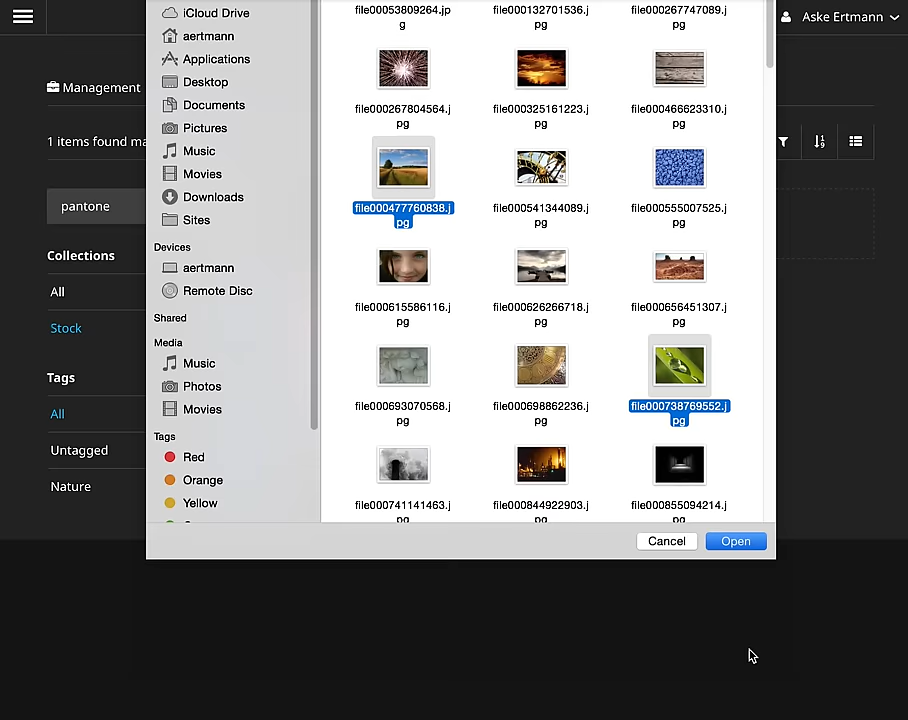 Aske Ertmann
Management
1 items found ma
pantone
Collections
All
Stock
Tags
All
Untagged
Nature
iCloud Drive
aertmann
Applications
Desktop
Documents
Pictures
Music
Movies
Downloads
Sites
Devices
aertmann
Remote Disc
Shared
Media
Music
Photos
Movies
Tags
Red
Orange
Yellow
file00053809264.jp
g
file000132701536.j
pg
file000267747089.j
pg
file000267804564.j
pg
file000325161223.j
pg
file000466623310.j
pg
file000477760838.j
pg
file000541344089.j
pg
file000555007525.j
pg
file000615586116.j
pg
file000626266718.j
pg
file000656451307.j
pg
file000693070568.j
pg
file000698862236.j
pg
file000738769552.j
pg
file000741141463.j
pg
file000844922903.j
pg
file000855094214.j
pg
Cancel
Open